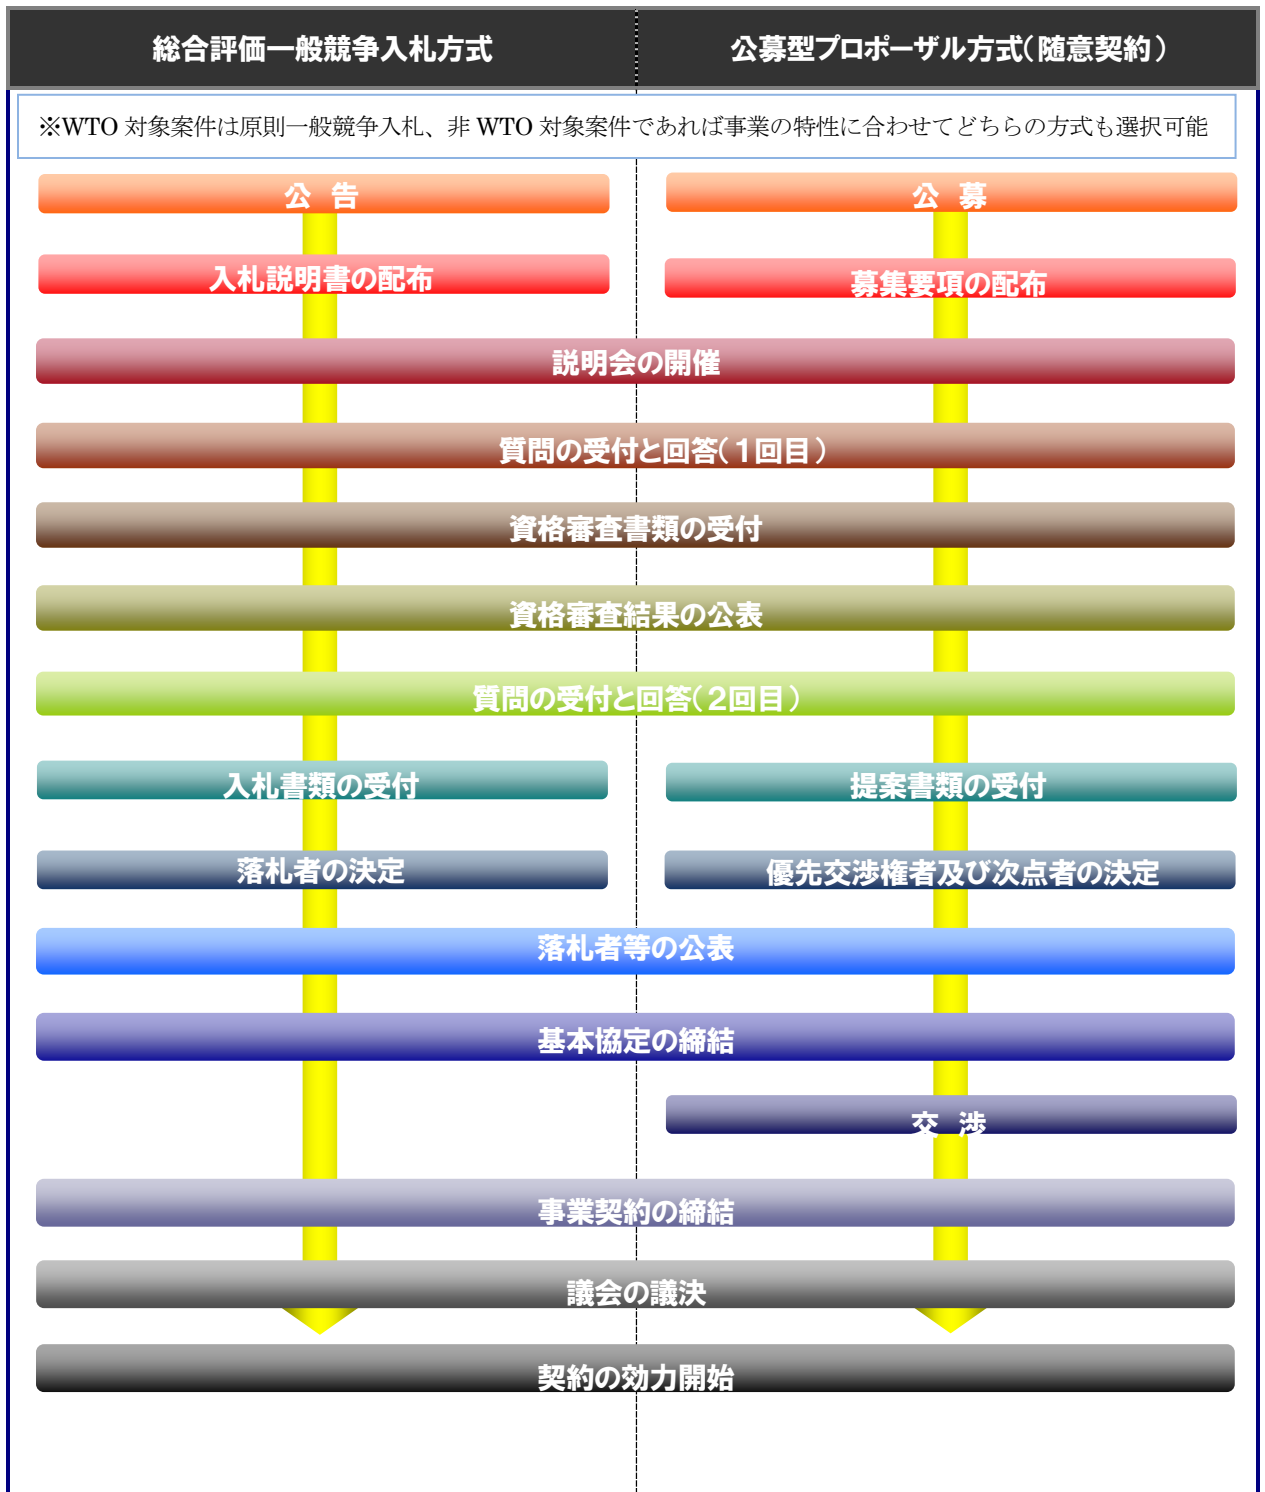 総合評価一般競争入札方式
公募型プロポーザル方式(随意契約)
※WTO 対象案件は原則一般競争入札、非 WTO 対象案件であれば事業の特性に合わせてどちらの方式も選択可能
公 告
公 募
入札説明書の配布
募集要項の配布
説明会の開催
質問の受付と回答(1回目)
資格審査書類の受付
資格審査結果の公表
質問の受付と回答(2回目)
入札書類の受付
提案書類の受付
落札者の決定
優先交渉権者及び次点者の決定
落札者等の公表
基本協定の締結
交 渉
事業契約の締結
議会の議決
契約の効力開始